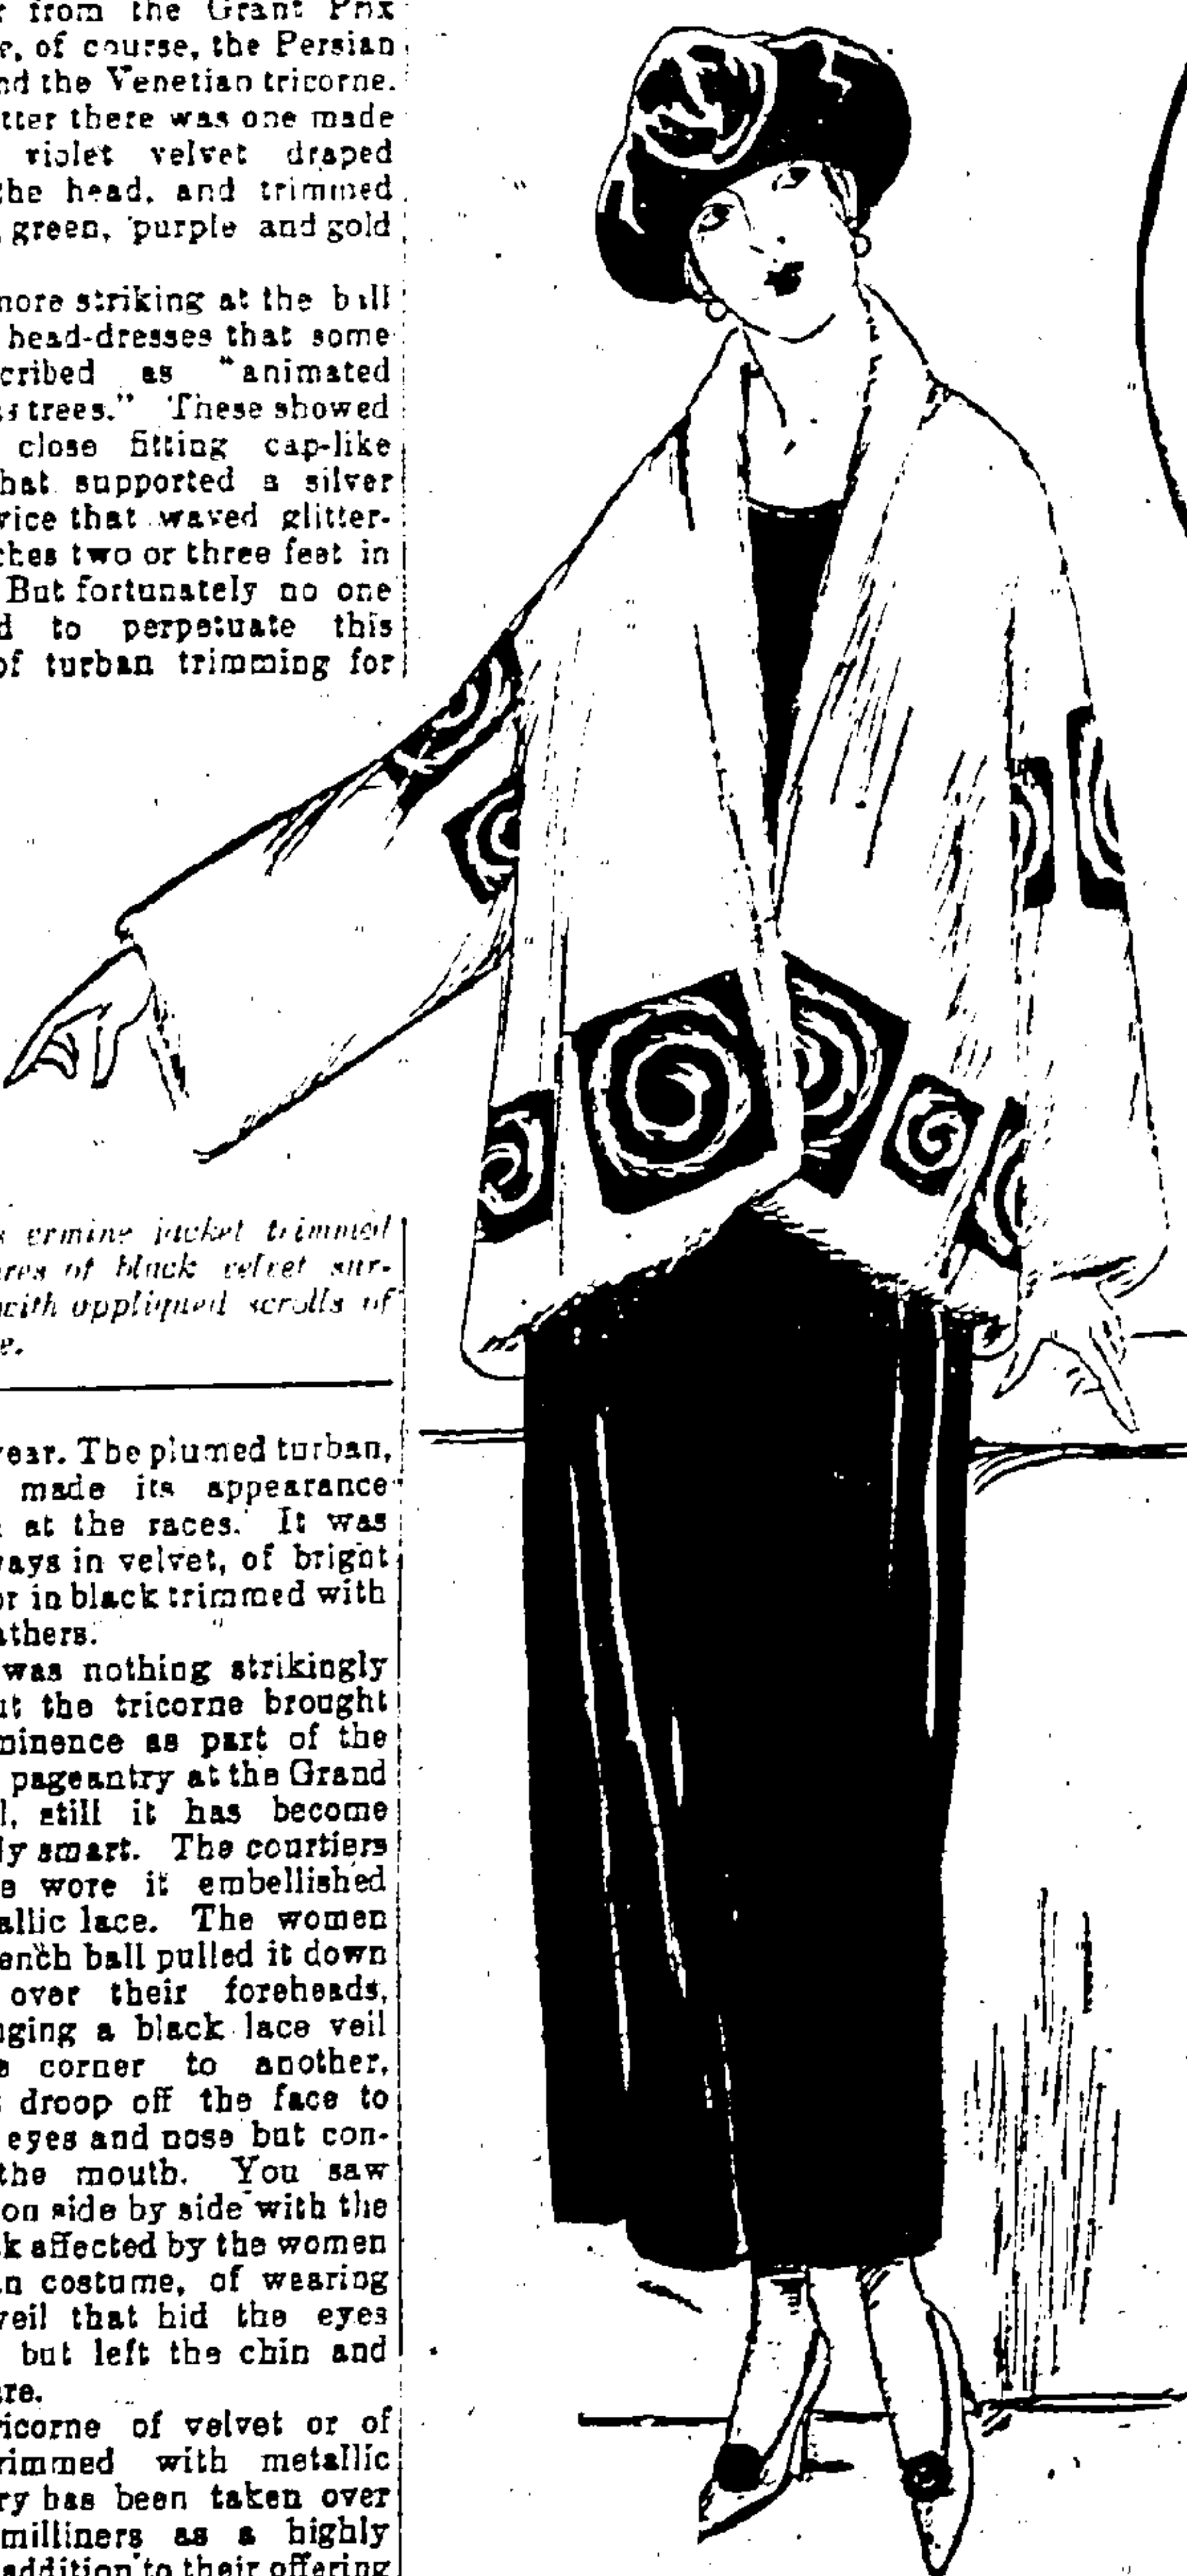 from the Grant Prix
e, of course, the Persian
nd the Venetian tricorne.
tter there was one made
violet velvet draped
the head, and trimmed
green, purple and gold
more striking at the ball
head-dresses that some
cribed as "animated
as trees." These showed
close fitting cap-like
hat supported a silver
vice that waved glitter-
ches two or three feet in
But fortunately no one
d to perpetuate this
of turban trimming for
s ermine jacket trimmed
ares of black velvet sur-
with appliqued scrolls of
e.
year. The plumed turban,
made its appearance
at the races. It was
ways in velvet, of bright
or in black trimmed with
athers.
was nothing strikingly
ut the tricorne brought
minence as part of the
pageantry at the Grand
l, still it has become
ly smart. The courtiers
e wore it embellished
allic lace. The women
ench ball pulled it down
over their foreheads,
nging a black lace veil
e corner to another,
droop off the face to
eyes and nose but con-
the mouth. You saw
on side by side with the
k affected by the women
an costume, of wearing
veil that hid the eyes
but left the chin and
are.
ricorne of velvet or of
rimmed with metallic
ry has been taken over
milliners as a highly
addition to their offering